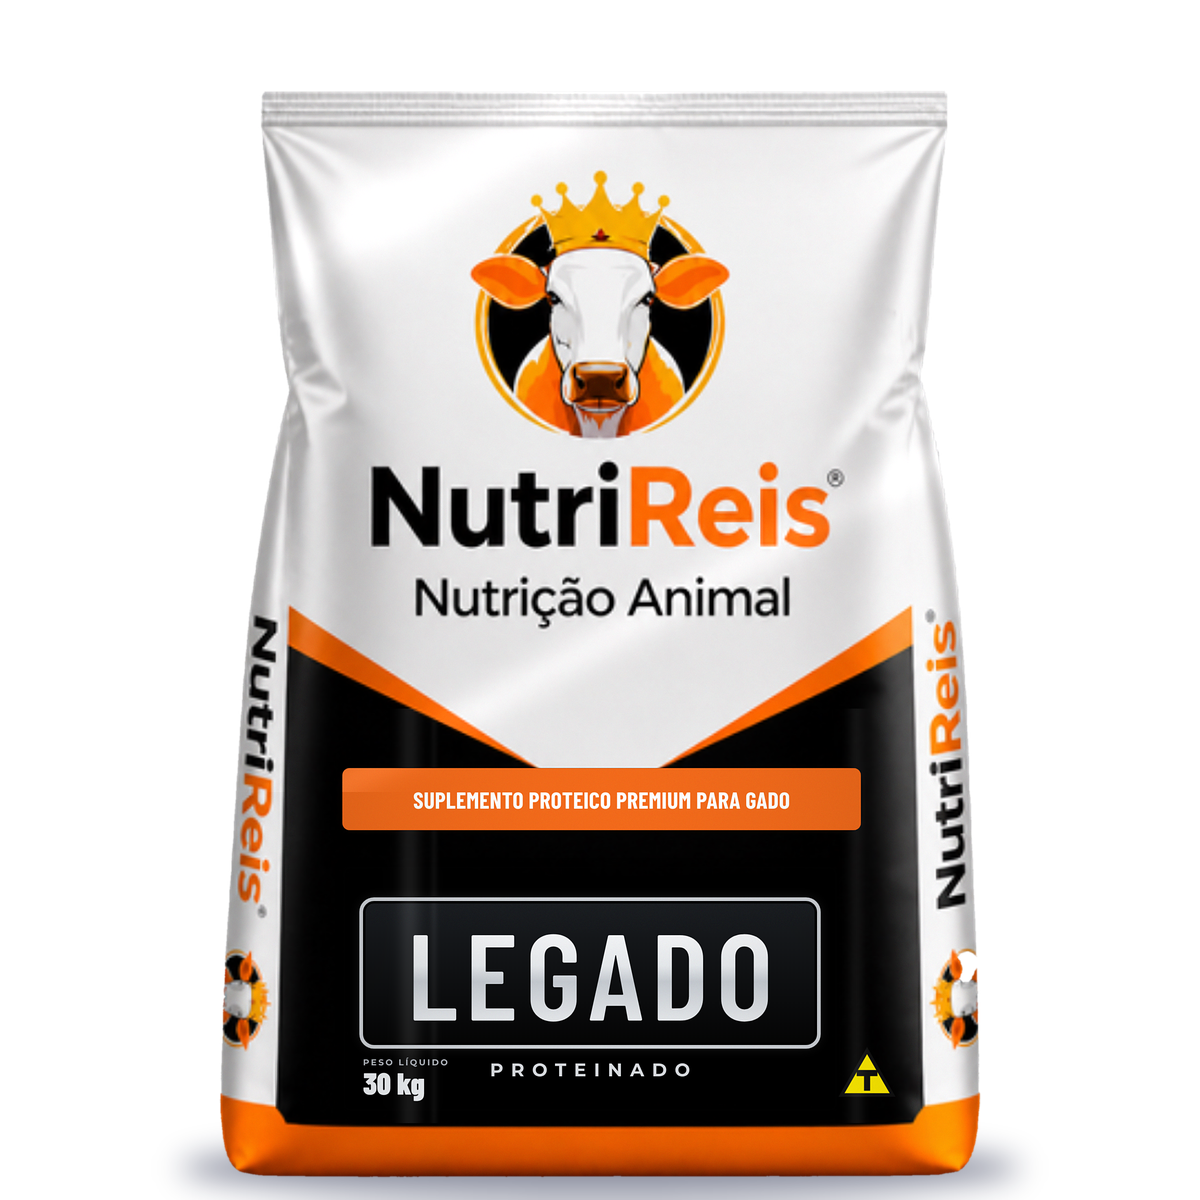 NutriReis®
Nutrição Animal
NutriReis®
NutriReis®
SUPLEMENTO PROTEICO PREMIUM PARA GADO
LEGADO
PROTEINADO
PESO LÍQUIDO
30 kg
T